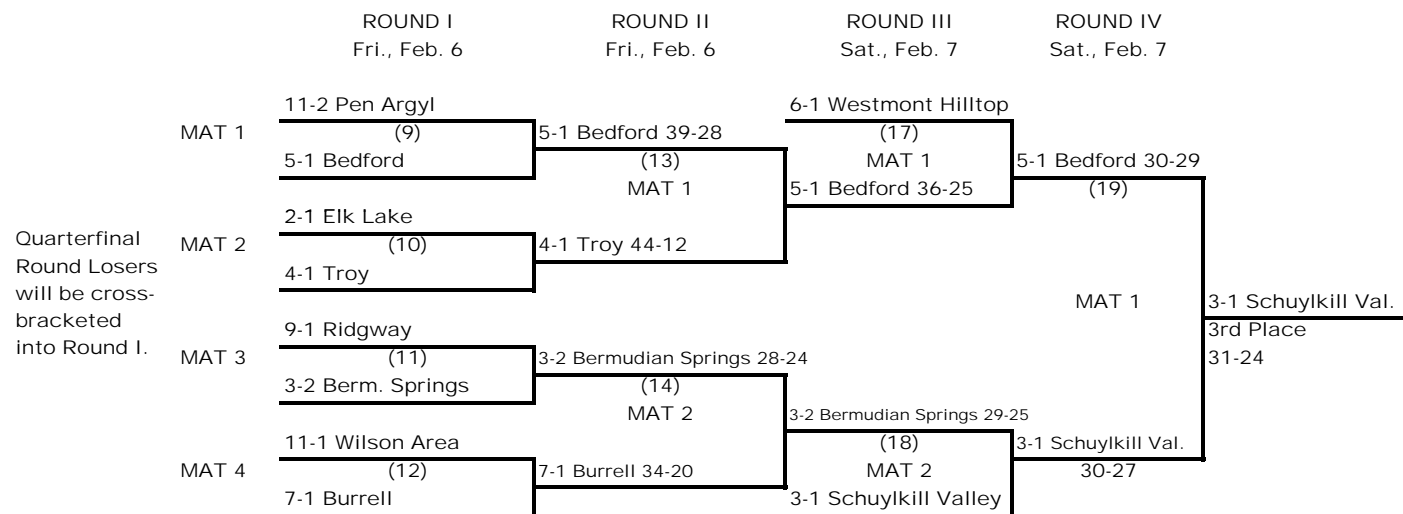 ROUND I ROUND II ROUND III ROUND IV
Fri., Feb. 6 Fri., Feb. 6 Sat., Feb. 7 Sat., Feb. 7
11-2 Pen Argyl 6-1 Westmont Hilltop
MAT 1 (9) 5-1 Bedford 39-28 (17)
5-1 Bedford (13) MAT 1 5-1 Bedford 30-29
MAT 1 5-1 Bedford 36-25 (19)
2-1 Elk Lake
Quarterfinal MAT 2 (10) 4-1 Troy 44-12
Round Losers 4-1 Troy
will be cross- MAT 1 3-1 Schuylkill Val.
bracketed 9-1 Ridgway 3rd Place
into Round I. MAT 3 (11) 3-2 Bermudian Springs 28-24 31-24
3-2 Berm. Springs (14)
MAT 2 3-2 Bermudian Springs 29-25
11-1 Wilson Area (18) 3-1 Schuylkill Val.
MAT 4 (12) 7-1 Burrell 34-20 MAT 2 30-27
7-1 Burrell 3-1 Schuylkill Valley